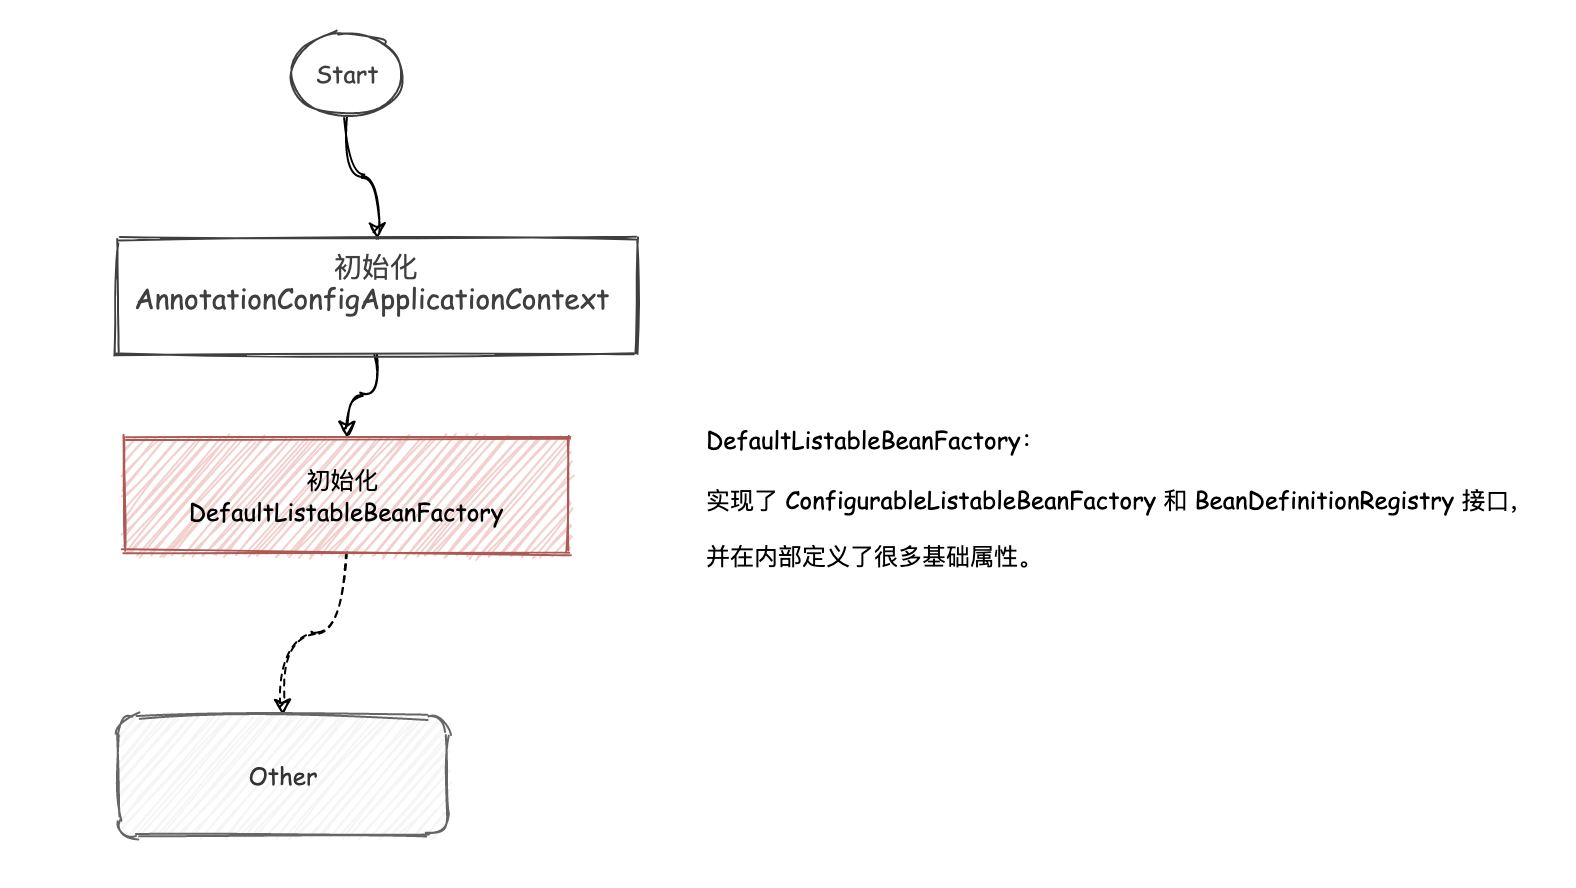 Start
初始化
AnnotationConfigApplicationContext
初始化
DefaultListableBeanFactory
DefaultListableBeanFactory：
实现了 ConfigurableListableBeanFactory 和 BeanDefinitionRegistry 接口，
并在内部定义了很多基础属性。
Other